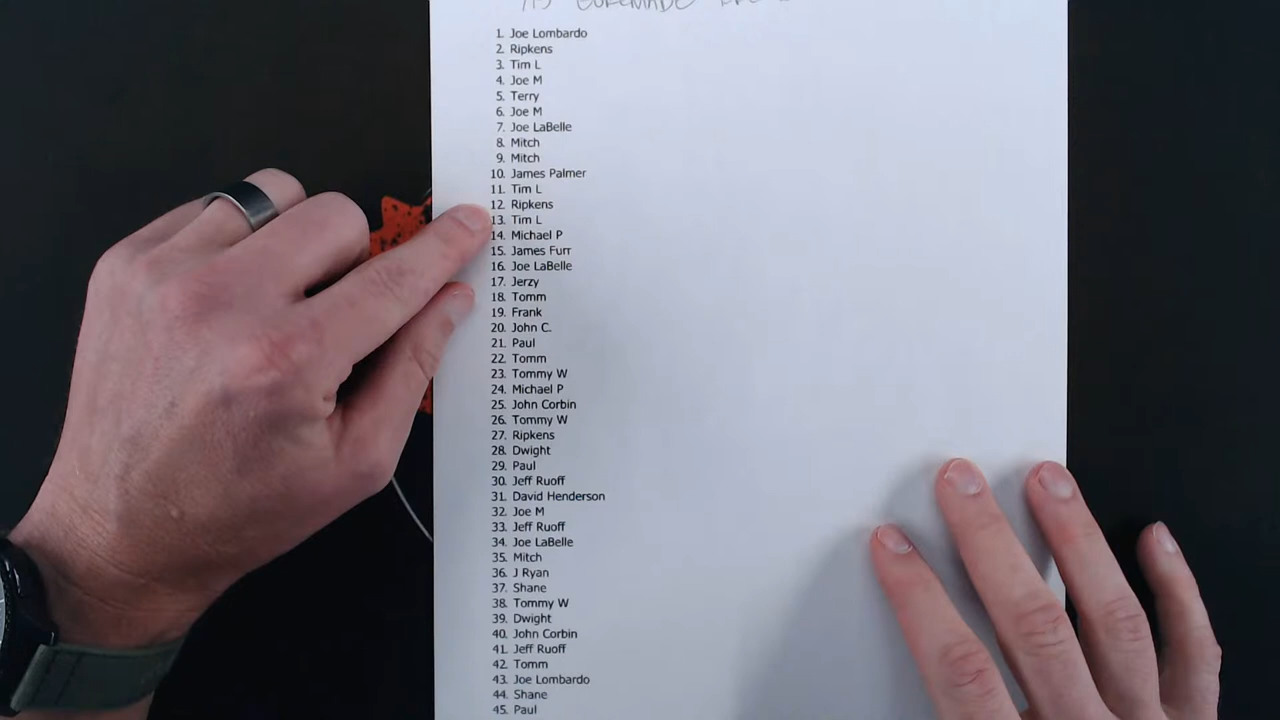 1. Joe Lombardo
2. Ripkens
3. Tim L
4. Joe M
5. Terry
6. Joe M
7. Joe LaBelle
8. Mitch
9. Mitch
10. James Palmer
11. Tim L
12. Ripkens
13. Tim L
14. Michael P
15. James Furr
16. Joe LaBelle
17. Jerzy
18. Tomm
19. Frank
20. John C.
21. Paul
22. Tomm
23. Tommy W
24. Michael P
25. John Corbin
26. Tommy W
27. Ripkens
28. Dwight
29. Paul
30. Jeff Ruoff
31. David Henderson
32. Joe M
33. Jeff Ruoff
34. Joe LaBelle
35. Mitch
36. J Ryan
37. Shane
38. Tommy W
39. Dwight
40. John Corbin
41. Jeff Ruoff
42. Tomm
43. Joe Lombardo
44. Shane
45. Paul